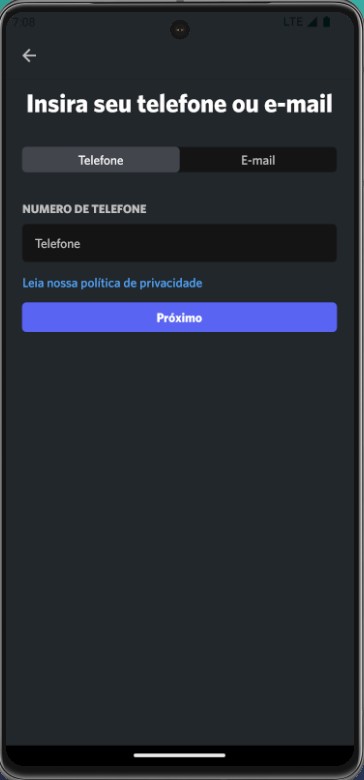 7:08 LTE
Insira seu telefone ou e-mail
Telefone E-mail
NUMERO DE TELEFONE
Telefone
Leia nossa política de privacidade
Próximo